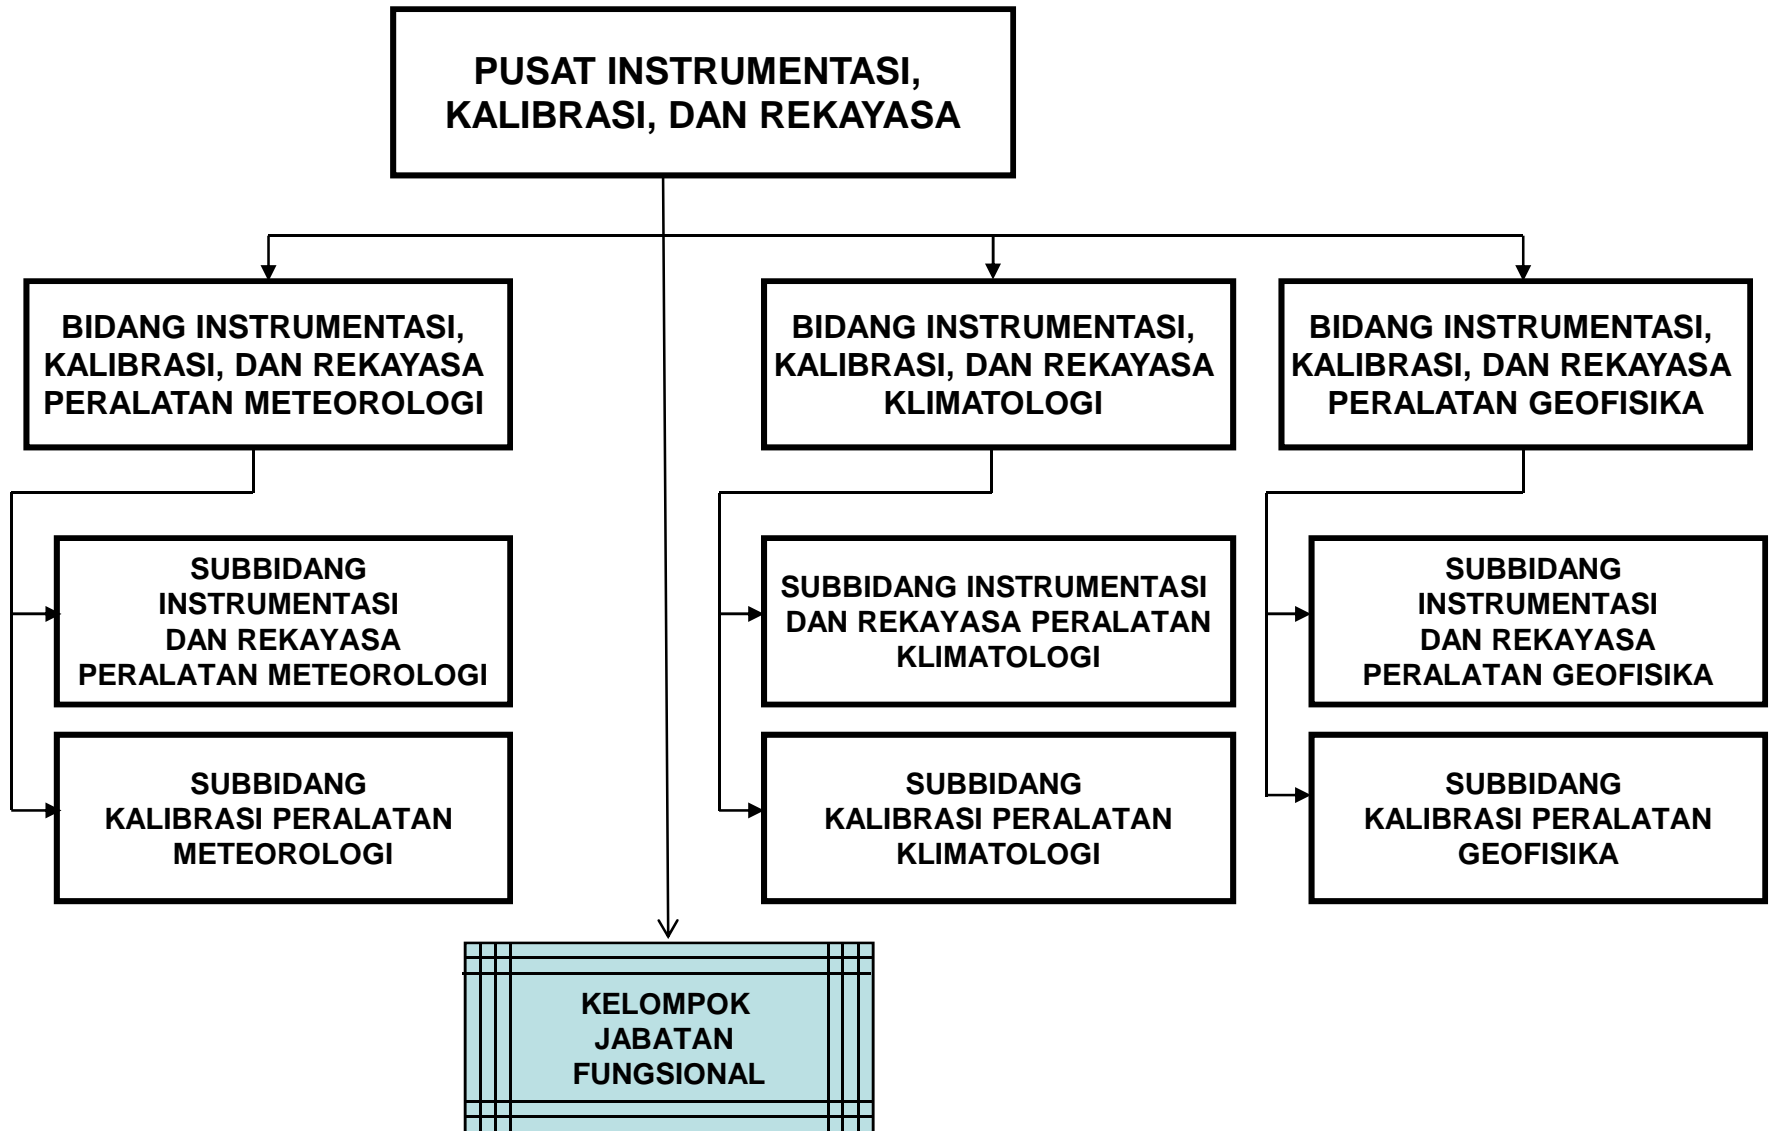 PUSAT INSTRUMENTASI,
KALIBRASI, DAN REKAYASA
BIDANG INSTRUMENTASI,
KALIBRASI, DAN REKAYASA
PERALATAN METEOROLOGI
BIDANG INSTRUMENTASI,
KALIBRASI, DAN REKAYASA
KLIMATOLOGI
BIDANG INSTRUMENTASI,
KALIBRASI, DAN REKAYASA
PERALATAN GEOFISIKA
SUBBIDANG
INSTRUMENTASI
DAN REKAYASA
PERALATAN METEOROLOGI
SUBBIDANG INSTRUMENTASI
DAN REKAYASA PERALATAN
KLIMATOLOGI
SUBBIDANG
INSTRUMENTASI
DAN REKAYASA
PERALATAN GEOFISIKA
SUBBIDANG
KALIBRASI PERALATAN
METEOROLOGI
SUBBIDANG
KALIBRASI PERALATAN
KLIMATOLOGI
SUBBIDANG
KALIBRASI PERALATAN
GEOFISIKA
KELOMPOK
JABATAN
FUNGSIONAL